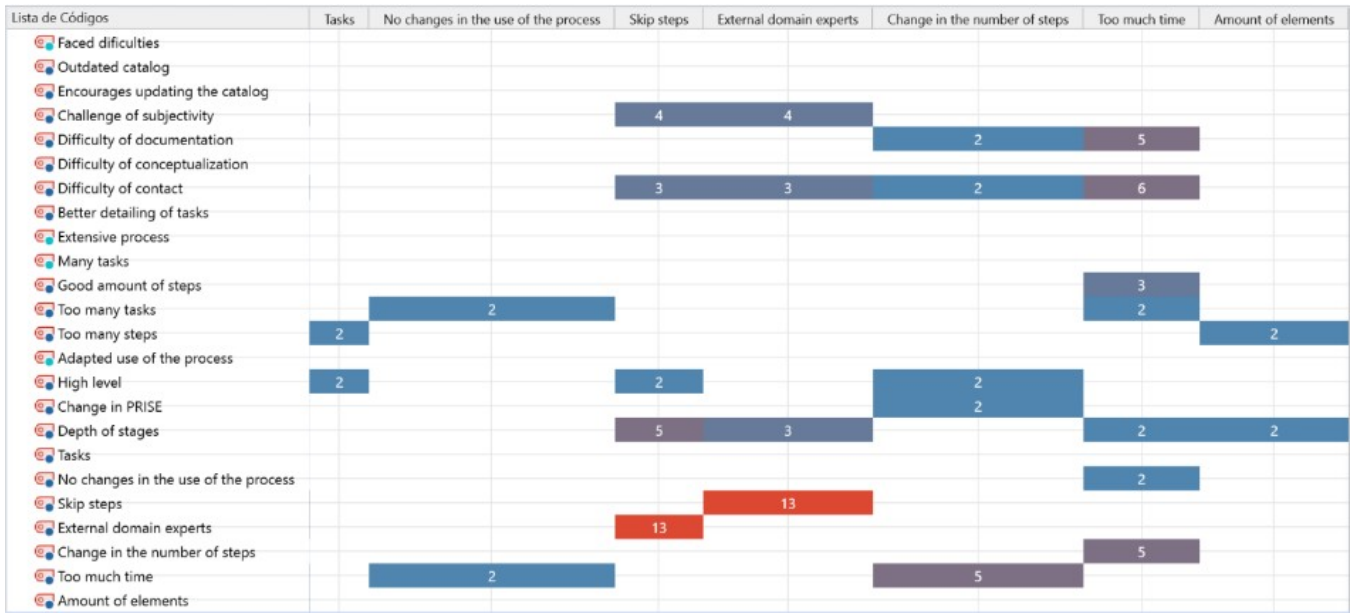 Lista de Códigos Tasks No changes in the use of the process Skip steps External domain experts Change in the number of steps Too much time Amount of elements
Faced dificulties
Outdated catalog
Encourages updating the catalog
Challenge of subjectivity 4 4
Difficulty of documentation 2 5
Difficulty of conceptualization
Difficulty of contact 3 3 2 6
Better detailing of tasks
Extensive process
Many tasks
Good amount of steps 3
Too many tasks 2 2
Too many steps 2 2
Adapted use of the process
High level 2 2 2
Change in PRISE 2
Depth of stages 5 3 2 2
Tasks
No changes in the use of the process 2
Skip steps 13
External domain experts 13
Change in the number of steps 5
Too much time 2 5
Amount of elements